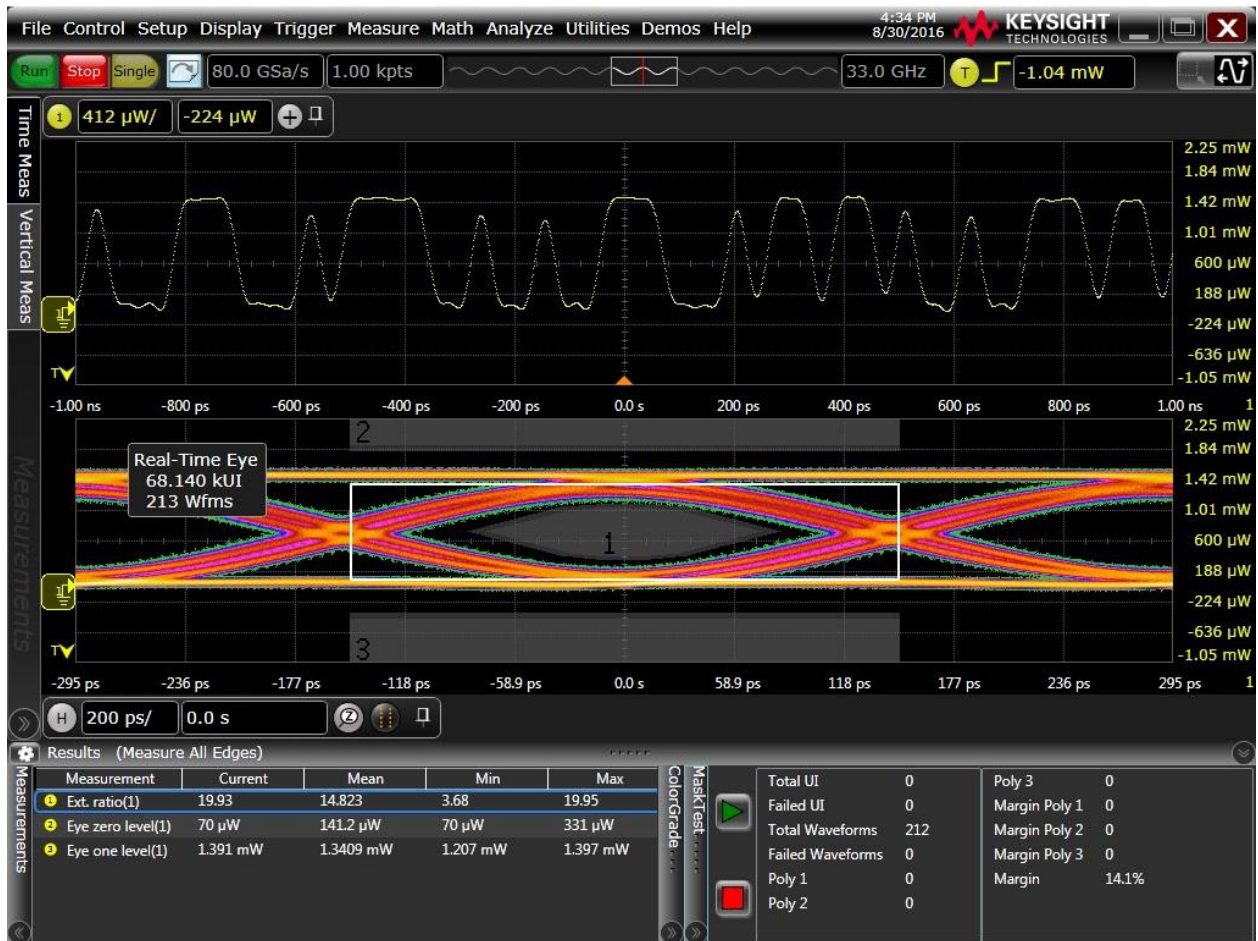 File Control Setup Display Trigger Measure Math Analyze Utilities Demos Help
4:34 PM
8/30/2016
KEYSIGHT
TECHNOLOGIES
X
Run Stop Single 80.0 GSa/s 1.00 kpts 33.0 GHz T -1.04 mW
Time Meas
Vertical Meas
Measurements
1 412 µW/ -224 µW +
2.25 mW
1.84 mW
1.42 mW
1.01 mW
600 µW
188 µW
-224 µW
-636 µW
-1.05 mW
1
T
-1.00 ns -800 ps -600 ps -400 ps -200 ps 0.0 s 200 ps 400 ps 600 ps 800 ps 1.00 ns 1
2
Real-Time Eye
68.140 kUI
213 Wfms
1
3
2.25 mW
1.84 mW
1.42 mW
1.01 mW
600 µW
188 µW
-224 µW
-636 µW
-1.05 mW
1
T
-295 ps -236 ps -177 ps -118 ps -58.9 ps 0.0 s 58.9 ps 118 ps 177 ps 236 ps 295 ps 1
H 200 ps/ 0.0 s Z
Results (Measure All Edges)
Measurements
Measurement Current Mean Min Max
1 Ext. ratio(1) 19.93 14.823 3.68 19.95
2 Eye zero level(1) 70 µW 141.2 µW 70 µW 331 µW
3 Eye one level(1) 1.391 mW 1.3409 mW 1.207 mW 1.397 mW
ColorGrade
MaskTest
Total UI 0
Failed UI 0
Total Waveforms 212
Failed Waveforms 0
Poly 1 0
Poly 2 0
Poly 3 0
Margin Poly 1 0
Margin Poly 2 0
Margin Poly 3 0
Margin 14.1%